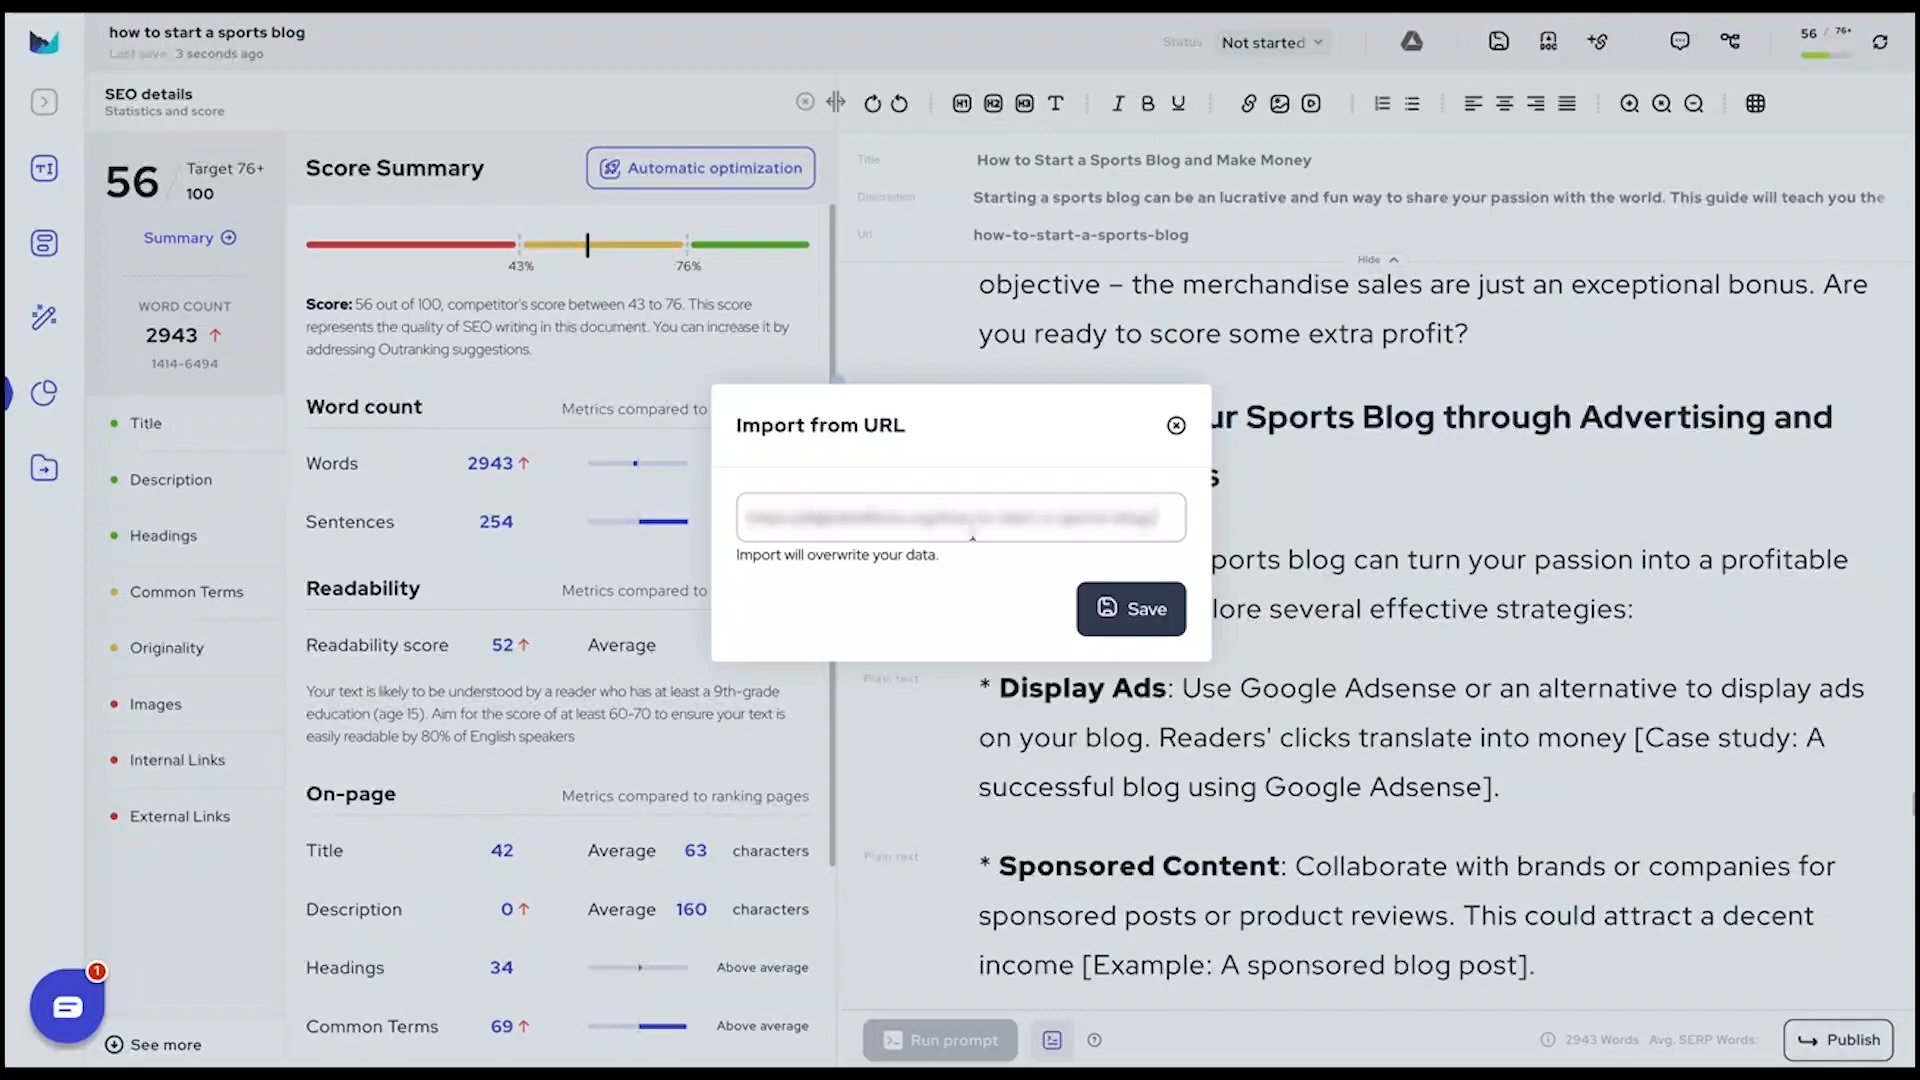 how to start a sports blog
Last save: 3 seconds ago
Status
Not started
DOC
56 / 76+
SEO details
Statistics and score
H1 H2 H3 T I B U
56 / Target 76+
100
Summary
WORD COUNT
2943
1414-6494
Title
Description
Headings
Common Terms
Originality
Images
Internal Links
External Links
See more
1
Score Summary
Automatic optimization
43% 76%
Score: 56 out of 100, competitor's score between 43 to 76. This score
represents the quality of SEO writing in this document. You can increase it by
addressing Outranking suggestions.
Word count Metrics compared to
Words 2943
Sentences 254
Readability Metrics compared to
Readability score 52 Average
Your text is likely to be understood by a reader who has at least a 9th-grade
education (age 15). Aim for the score of at least 60-70 to ensure your text is
easily readable by 80% of English speakers
On-page Metrics compared to ranking pages
Title 42 Average 63 characters
Description 0 Average 160 characters
Headings 34 Above average
Common Terms 69 Above average
Title How to Start a Sports Blog and Make Money
Description Starting a sports blog can be an lucrative and fun way to share your passion with the world. This guide will teach you the
Url how-to-start-a-sports-blog
Hide
objective – the merchandise sales are just an exceptional bonus. Are
you ready to score some extra profit?
ur Sports Blog through Advertising and
s
ports blog can turn your passion into a profitable
lore several effective strategies:
Plain text
* Display Ads: Use Google Adsense or an alternative to display ads
on your blog. Readers' clicks translate into money [Case study: A
successful blog using Google Adsense].
Plain text
* Sponsored Content: Collaborate with brands or companies for
sponsored posts or product reviews. This could attract a decent
income [Example: A sponsored blog post].
Import from URL
Import will overwrite your data.
Save
Run prompt
2943 Words Avg. SERP Words:
Publish